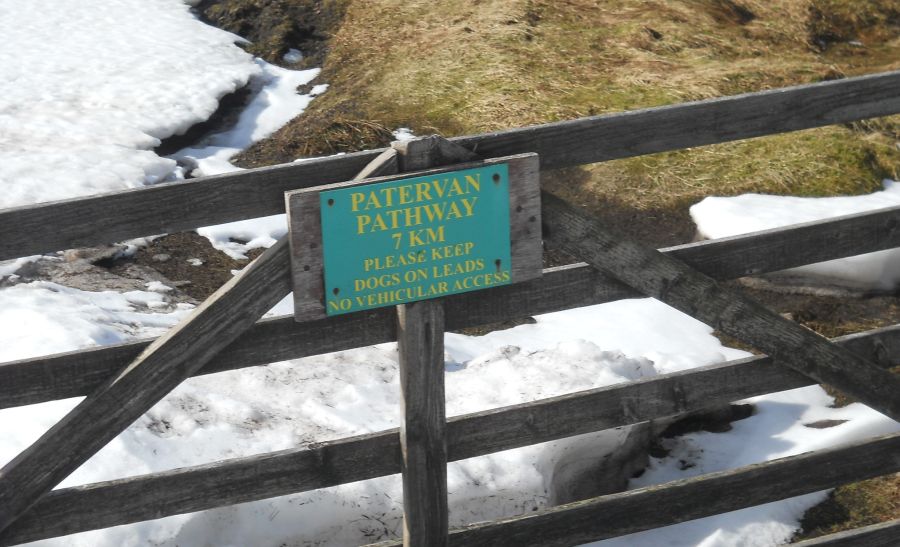 PATERVAN
PATHWAY
7 KM
PLEASE KEEP
DOGS ON LEADS
NO VEHICULAR ACCESS